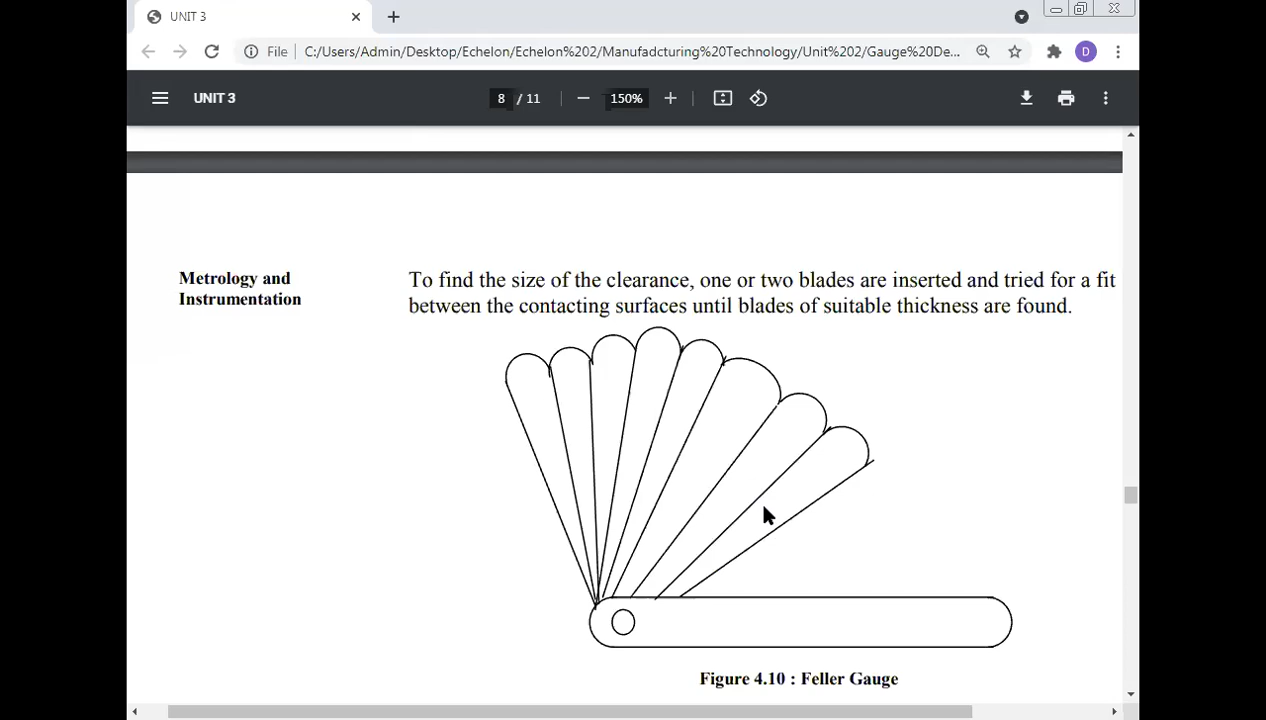 UNIT 3
File
C:/Users/Admin/Desktop/Echelon/Echelon%202/Manufadcturing%20Technology/Unit%202/Gauge%20De...
D
UNIT 3
8 / 11
150%
Metrology and
Instrumentation
To find the size of the clearance, one or two blades are inserted and tried for a fit
between the contacting surfaces until blades of suitable thickness are found.
Figure 4.10 : Feller Gauge